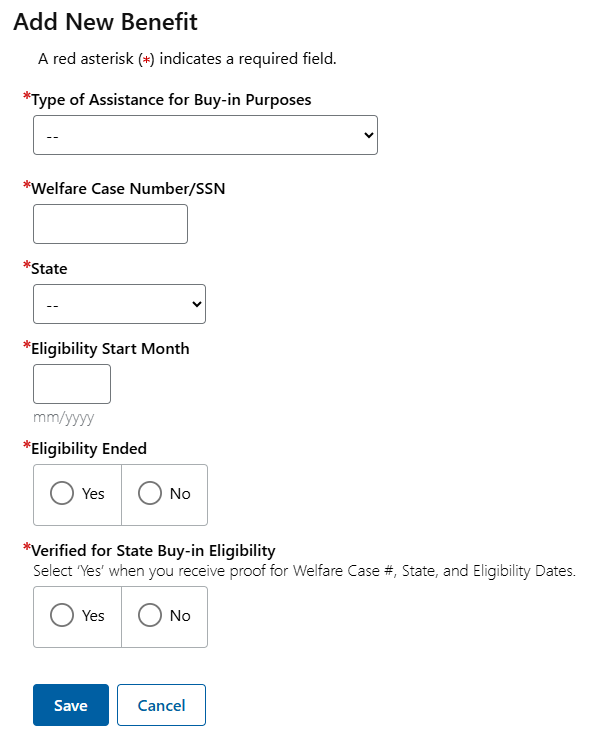 Add New Benefit
A red asterisk (*) indicates a required field.
*Type of Assistance for Buy-in Purposes
--
*Welfare Case Number/SSN
*State
--
*Eligibility Start Month
mm/yyyy
*Eligibility Ended
Yes No
*Verified for State Buy-in Eligibility
Select ‘Yes’ when you receive proof for Welfare Case #, State, and Eligibility Dates.
Yes No
Save Cancel